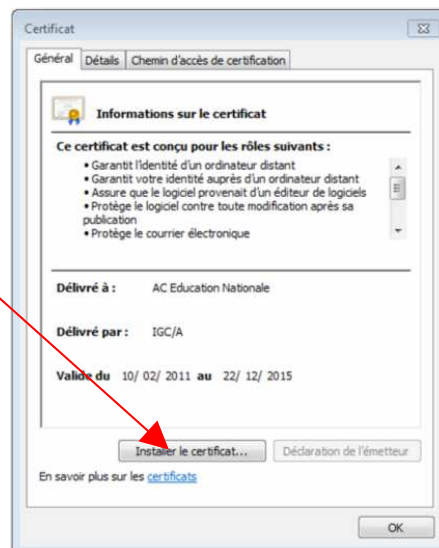 Certificat
Général Détails Chemin d'accès de certification
Informations sur le certificat
Ce certificat est conçu pour les rôles suivants :
• Garantit l'identité d'un ordinateur distant
• Garantit votre identité auprès d'un ordinateur distant
• Assure que le logiciel provenait d'un éditeur de logiciels
• Protège le logiciel contre toute modification après sa
publication
• Protège le courrier électronique
Délivré à : AC Education Nationale
Délivré par : IGC/A
Valide du 10/ 02/ 2011 au 22/ 12/ 2015
Installer le certificat... Déclaration de l'émetteur
En savoir plus sur les certificats
OK